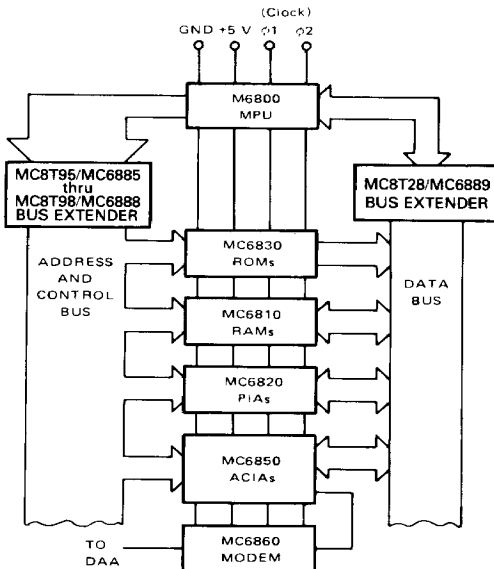 (Clock)
GND +5 V ϕ1 ϕ2
M6800
MPU
MC8T95/MC6885
thru
MC8T98/MC6888
BUS EXTENDER
MC8T28/MC6889
BUS EXTENDER
ADDRESS
AND
CONTROL
BUS
MC6830
ROMs
MC6810
RAMs
MC6820
PIAs
MC6850
ACIAs
MC6860
MODEM
DATA
BUS
TO
DAA